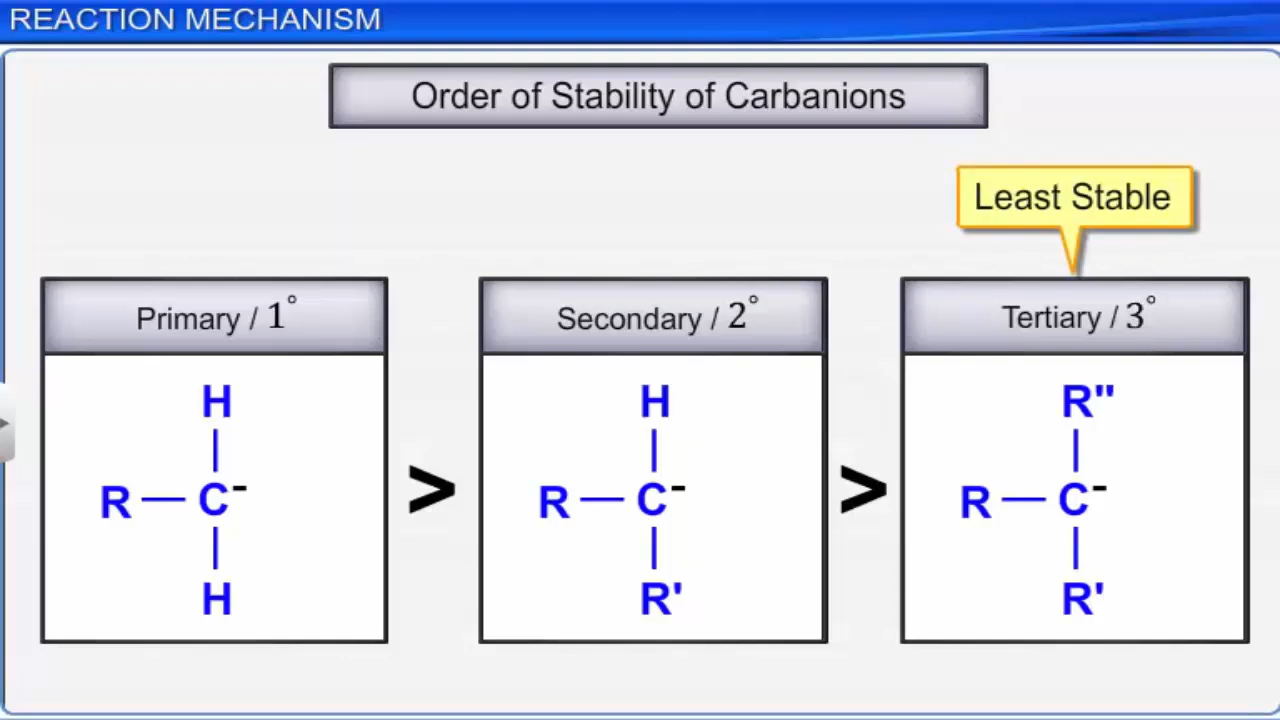 REACTION MECHANISM
Order of Stability of Carbanions
Least Stable
Primary / 1°
H
R — C-
H
>
Secondary / 2°
H
R — C-
R'
>
Tertiary / 3°
R"
R — C-
R'